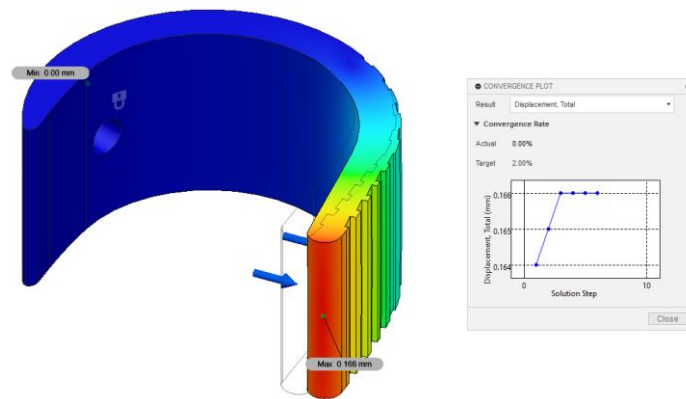 Min: 0.00 mm
Max: 0.166 mm
CONVERGENCE PLOT
Result Displacement, Total
Convergence Rate
Actual 0.00%
Target 2.00%
Displacement, Total (mm)
0.166
0.165
0.164
0 10
Solution Step
Close